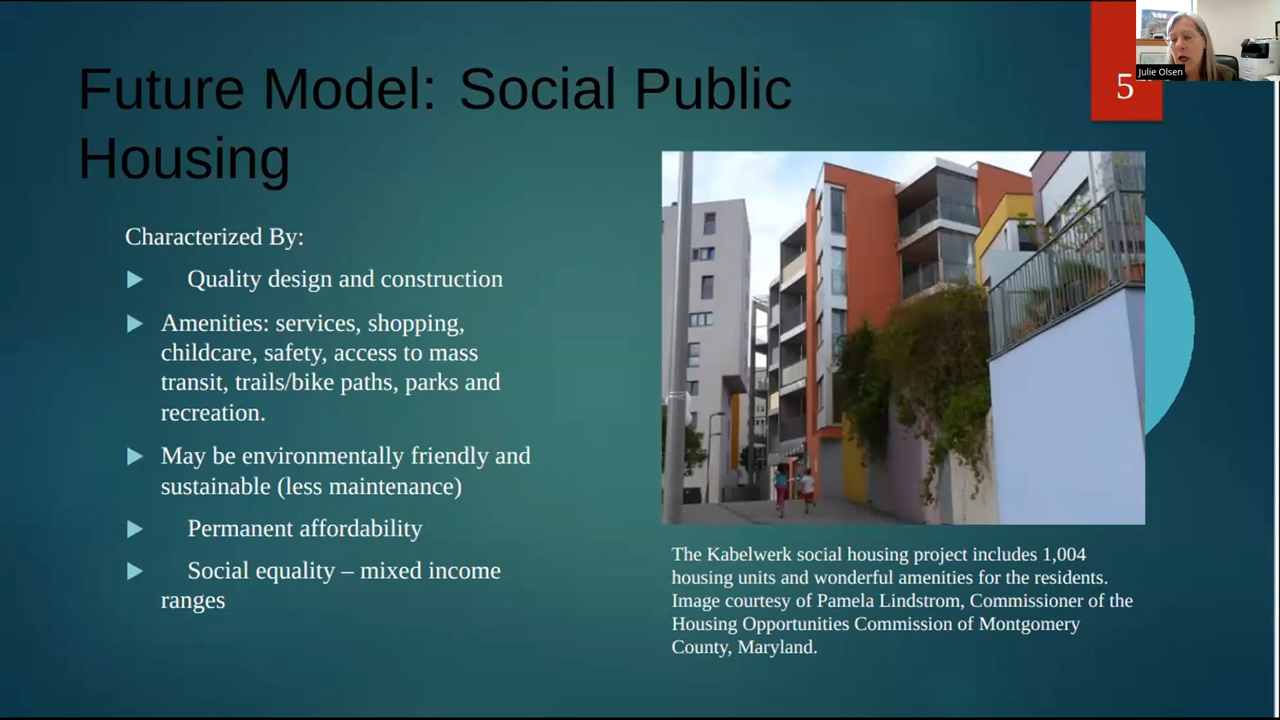 Future Model: Social Public
Housing
5
Julie Olsen
Characterized By:
Quality design and construction
Amenities: services, shopping,
childcare, safety, access to mass
transit, trails/bike paths, parks and
recreation.
May be environmentally friendly and
sustainable (less maintenance)
Permanent affordability
Social equality – mixed income
ranges
The Kabelwerk social housing project includes 1,004
housing units and wonderful amenities for the residents.
Image courtesy of Pamela Lindstrom, Commissioner of the
Housing Opportunities Commission of Montgomery
County, Maryland.